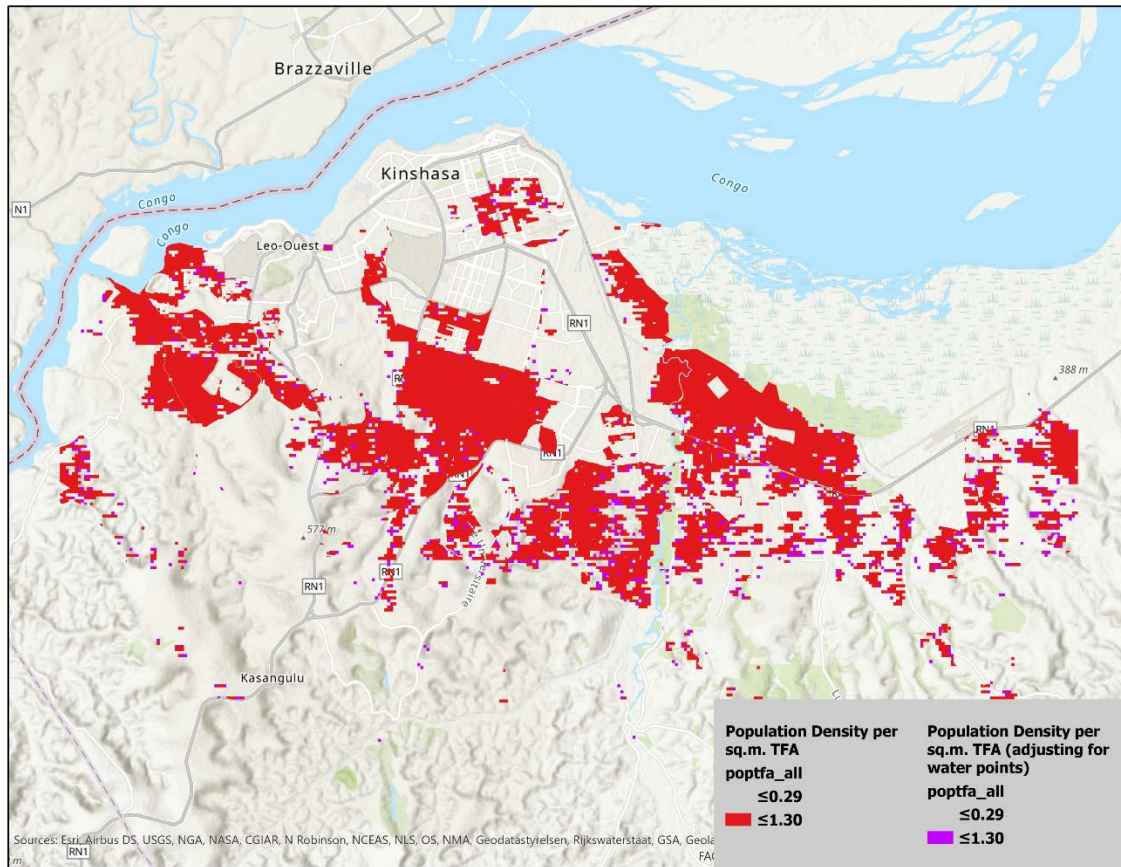 Brazzaville
Kinshasa
Congo
N1
Congo
Congo
Leo-Ouest
RN1
388 m
RN1
RN1
RN1
577 m
Universitaire
RN1
RN1
Kasangulu
Population Density per
sq.m. TFA
poptfa_all
≤0.29
≤1.30
Population Density per
sq.m. TFA (adjusting for
water points)
poptfa_all
≤0.29
≤1.30
Sources: Esri, Airbus DS, USGS, NGA, NASA, CGIAR, N Robinson, NCEAS, NLS, OS, NMA, Geodatastyrelsen, Rijkswaterstaat, GSA,
RN1